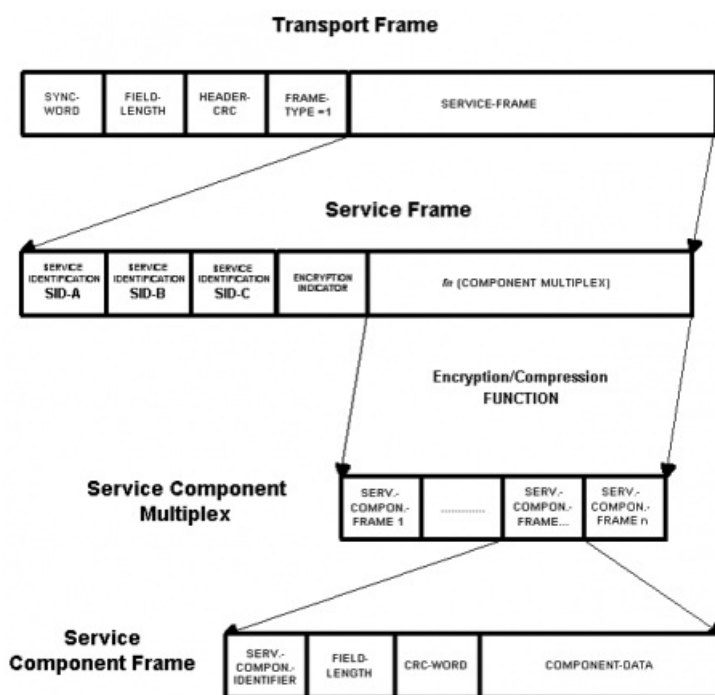 Transport Frame
SYNC-
WORD
FIELD-
LENGTH
HEADER-
CRC
FRAME-
TYPE =1
SERVICE-FRAME
Service Frame
SERVICE
IDENTIFICATION
SID-A
SERVICE
IDENTIFICATION
SID-B
SERVICE
IDENTIFICATION
SID-C
ENCRYPTION
INDICATOR
fn (COMPONENT MULTIPLEX)
Encryption/Compression
FUNCTION
Service Component
Multiplex
SERV.-
COMPON.-
FRAME 1
.............
SERV.-
COMPON.-
FRAME...
SERV.-
COMPON.-
FRAME n
Service
Component Frame
SERV.-
COMPON.-
IDENTIFIER
FIELD-
LENGTH
CRC-WORD
COMPONENT-DATA